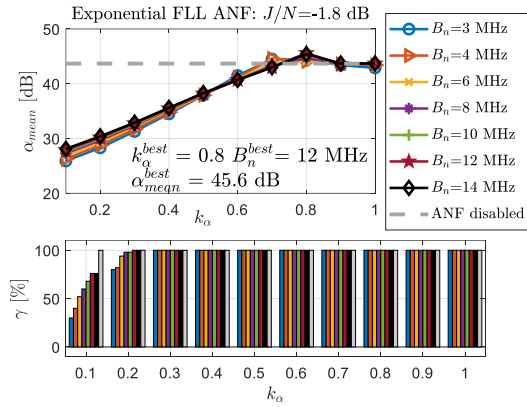 Exponential FLL ANF: J/N=-1.8 dB
α_mean [dB]
50
40
30
20
k_α^best = 0.8 B_n^best = 12 MHz
α_mean^best = 45.6 dB
0.2 0.4 0.6 0.8 1
k_α
B_n=3 MHz
B_n=4 MHz
B_n=6 MHz
B_n=8 MHz
B_n=10 MHz
B_n=12 MHz
B_n=14 MHz
ANF disabled
γ [%]
100
50
0
0.1 0.2 0.3 0.4 0.5 0.6 0.7 0.8 0.9 1
k_α